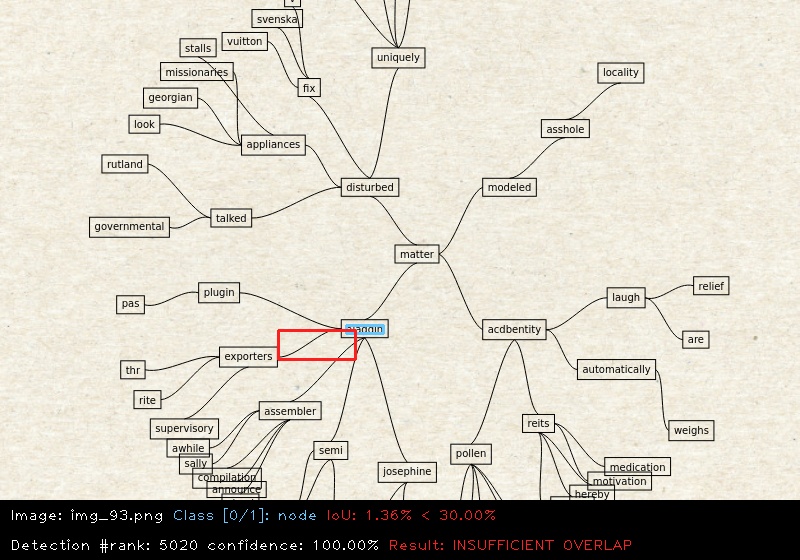 svenska
vuitton
stalls
uniquely
missionaries
locality
fix
georgian
look
asshole
appliances
rutland
disturbed
modeled
talked
governmental
matter
plugin
pas
relief
laugh
acdbentity
are
exporters
thr
automatically
rite
assembler
supervisory
reits
weighs
awhile
semi
pollen
sally
josephine
medication
compilation
motivation
announce
hereby
Image: img_93.png Class [0/1]: node IoU: 1.36% < 30.00%
Detection #rank: 5020 confidence: 100.00% Result: INSUFFICIENT OVERLAP